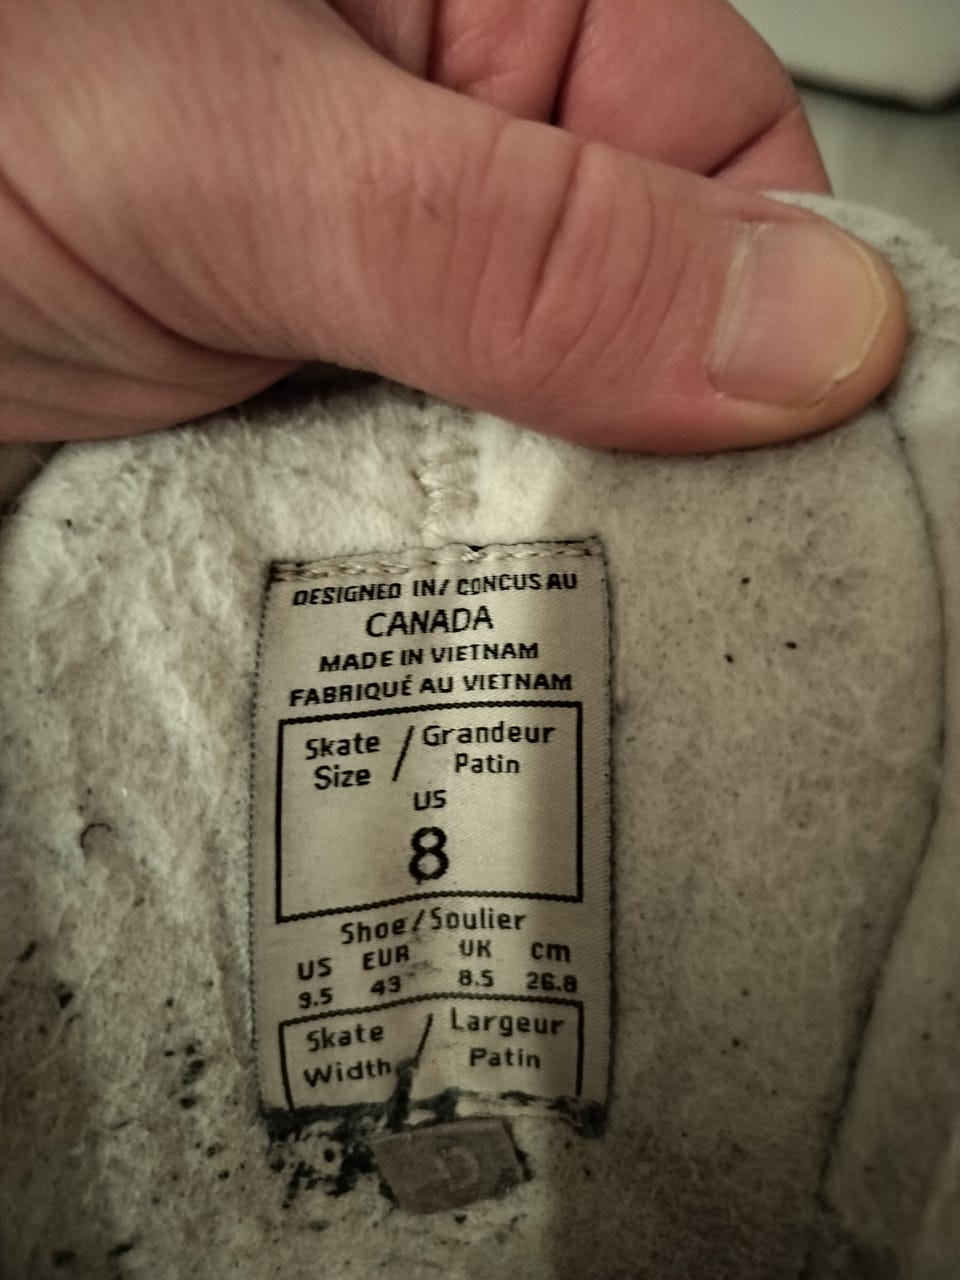 DESIGNED IN/ CONCUS AU
CANADA
MADE IN VIETNAM
FABRIQUÉ AU VIETNAM
Skate / Grandeur
Size Patin
US
8
Shoe/Soulier
US EUR UK cm
9.5 43 8.5 26.8
Skate / Largeur
Width Patin
D